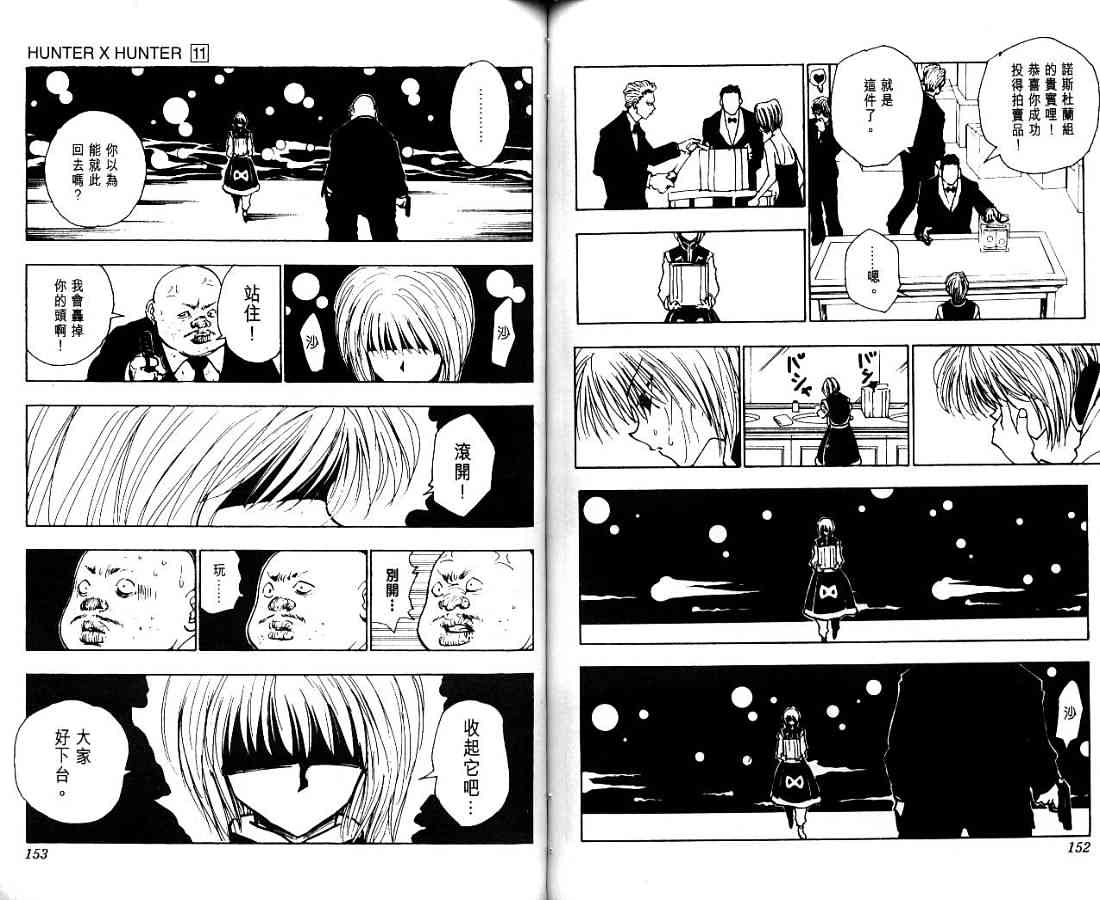 諾斯杜蘭組
的貴賓哩！
恭喜你成功
投得拍賣品！
就是
這件了。
……嗯。
バシャ
バシャ
沙
152
HUNTER X HUNTER 11
………
你以為
能就此
回去嗎？
沙
沙
站住！
我會轟掉
你的頭啊！
滾開！
別開…
玩……
收起它吧…
大家
好下台。
153